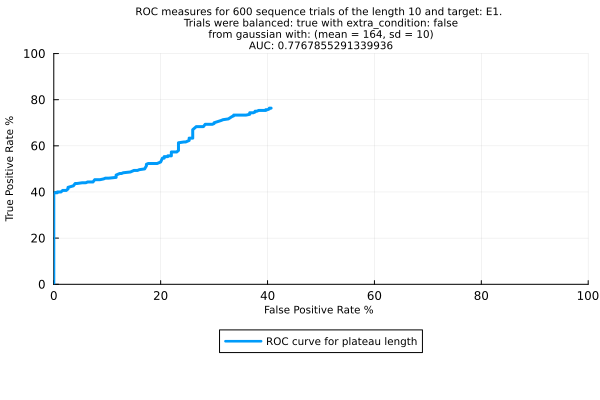 ROC measures for 600 sequence trials of the length 10 and target: E1.
Trials were balanced: true with extra_condition: false
from gaussian with: (mean = 164, sd = 10)
AUC: 0.7767855291339936
100
80
60
40
20
0
True Positive Rate %
0 20 40 60 80 100
False Positive Rate %
ROC curve for plateau length